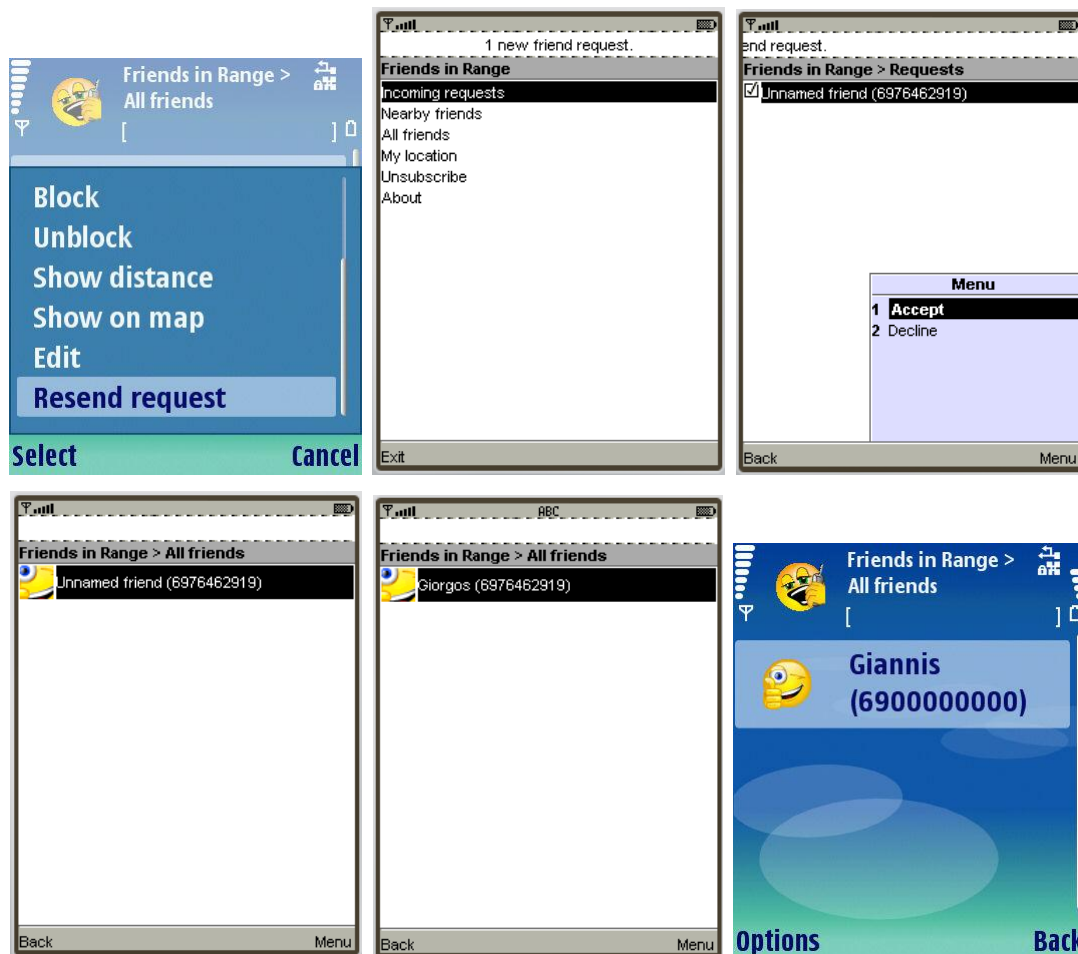 Friends in Range >
All friends
[ ]
Block
Unblock
Show distance
Show on map
Edit
Resend request
Select Cancel
1 new friend request.
Friends in Range
Incoming requests
Nearby friends
All friends
My location
Unsubscribe
About
Exit
end request.
Friends in Range > Requests
Unnamed friend (6976462919)
Menu
1 Accept
2 Decline
Back Menu
Friends in Range > All friends
Unnamed friend (6976462919)
Back Menu
ABC
Friends in Range > All friends
Giorgos (6976462919)
Back Menu
Friends in Range >
All friends
[ ]
Giannis
(6900000000)
Options Back